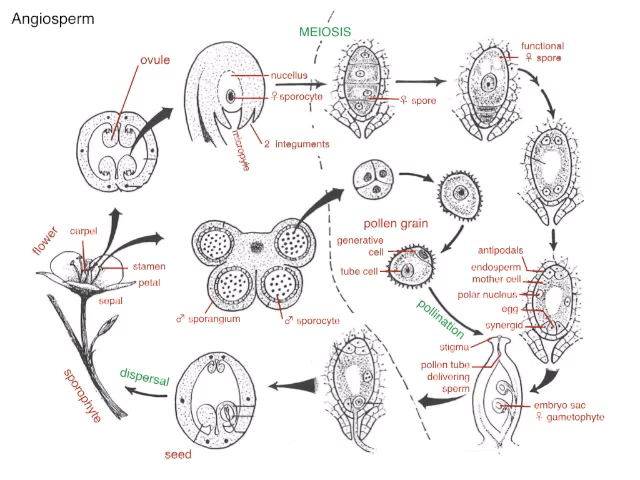 Angiosperm
MEIOSIS
ovule
nucellus
♀ sporocyte
micropyle
2 integuments
♀ spore
functional
♀ spore
flower
carpel
stamen
petal
sepal
♂ sporangium
♂ sporocyte
pollen grain
generative
cell
tube cell
pollination
antipodals
endosperm
mother cell
polar nucleus
egg
synergid
stigma
pollen tube
delivering
sperm
embryo sac
♀ gametophyte
dispersal
sporophyte
seed